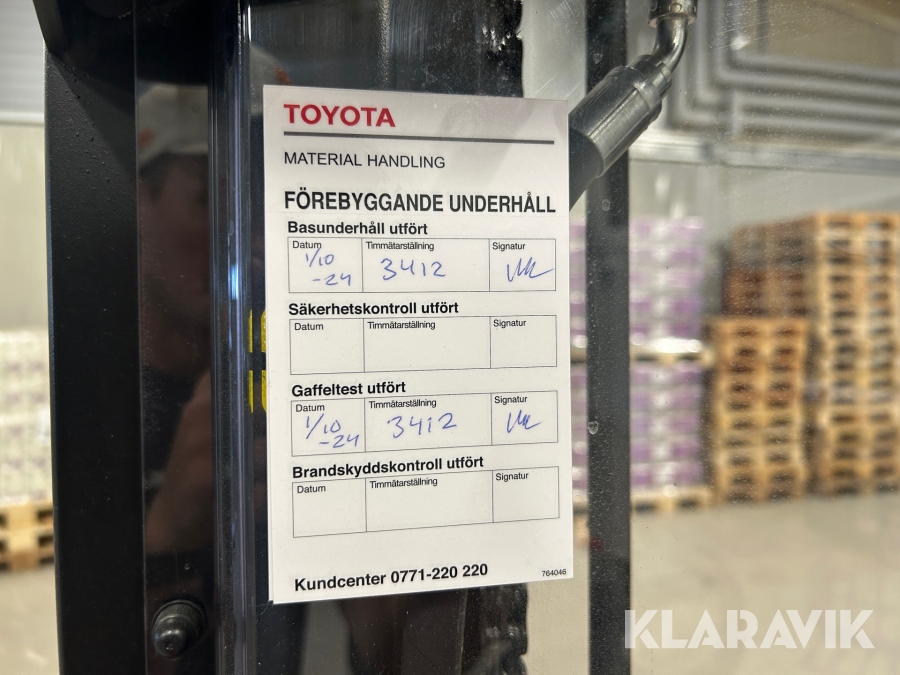 TOYOTA
MATERIAL HANDLING
FÖREBYGGANDE UNDERHÅLL
Basunderhåll utfört
Datum Timmätarställning Signatur
1/10 -24 3412
Säkerhetskontroll utfört
Datum Timmätarställning Signatur
Gaffeltest utfört
Datum Timmätarställning Signatur
1/10 -24 3412
Brandskyddskontroll utfört
Datum Timmätarställning Signatur
Kundcenter 0771-220 220 764046
KLARAVIK